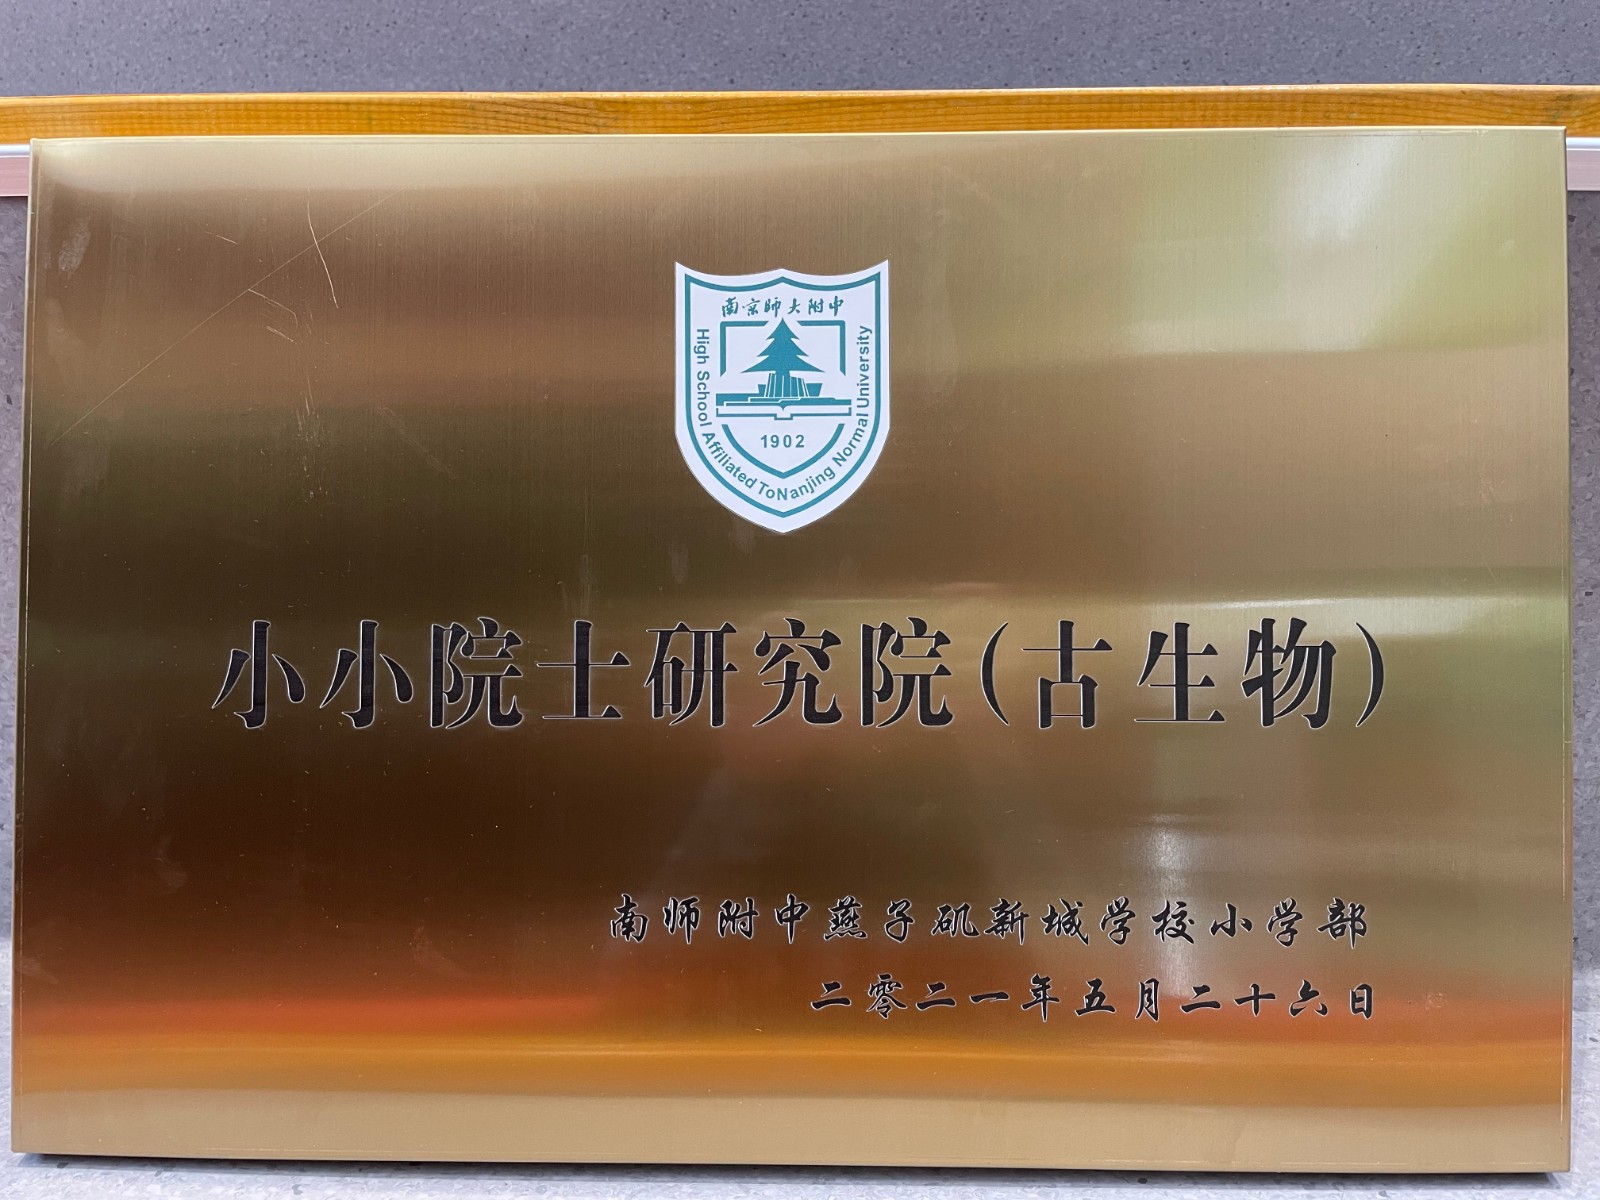 南京师大附中
High School Affiliated To Nanjing Normal University
1902
小小院士研究院（古生物）
南师附中燕子矶新城学校小学部
二零二一年五月二十六日